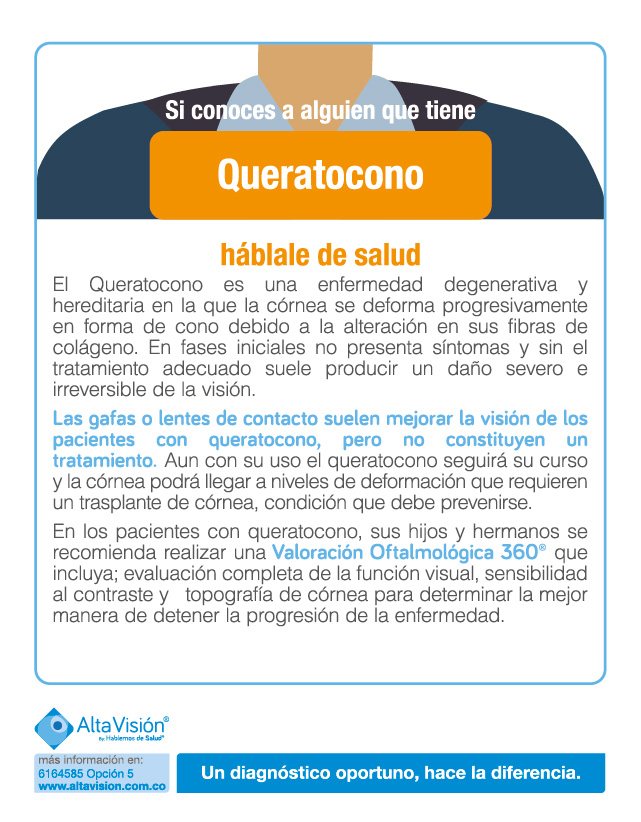 Si conoces a alguien que tiene
Queratocono
háblale de salud
El Queratocono es una enfermedad degenerativa y
hereditaria en la que la córnea se deforma progresivamente
en forma de cono debido a la alteración en sus fibras de
colágeno. En fases iniciales no presenta síntomas y sin el
tratamiento adecuado suele producir un daño severo e
irreversible de la visión.
Las gafas o lentes de contacto suelen mejorar la visión de los
pacientes con queratocono, pero no constituyen un
tratamiento. Aun con su uso el queratocono seguirá su curso
y la córnea podrá llegar a niveles de deformación que requieren
un trasplante de córnea, condición que debe prevenirse.
En los pacientes con queratocono, sus hijos y hermanos se
recomienda realizar una Valoración Oftalmológica 360® que
incluya; evaluación completa de la función visual, sensibilidad
al contraste y topografía de córnea para determinar la mejor
manera de detener la progresión de la enfermedad.
AltaVisión®
By: Hablemos de Salud®
más información en:
6164585 Opción 5
www.altavision.com.co
Un diagnóstico oportuno, hace la diferencia.